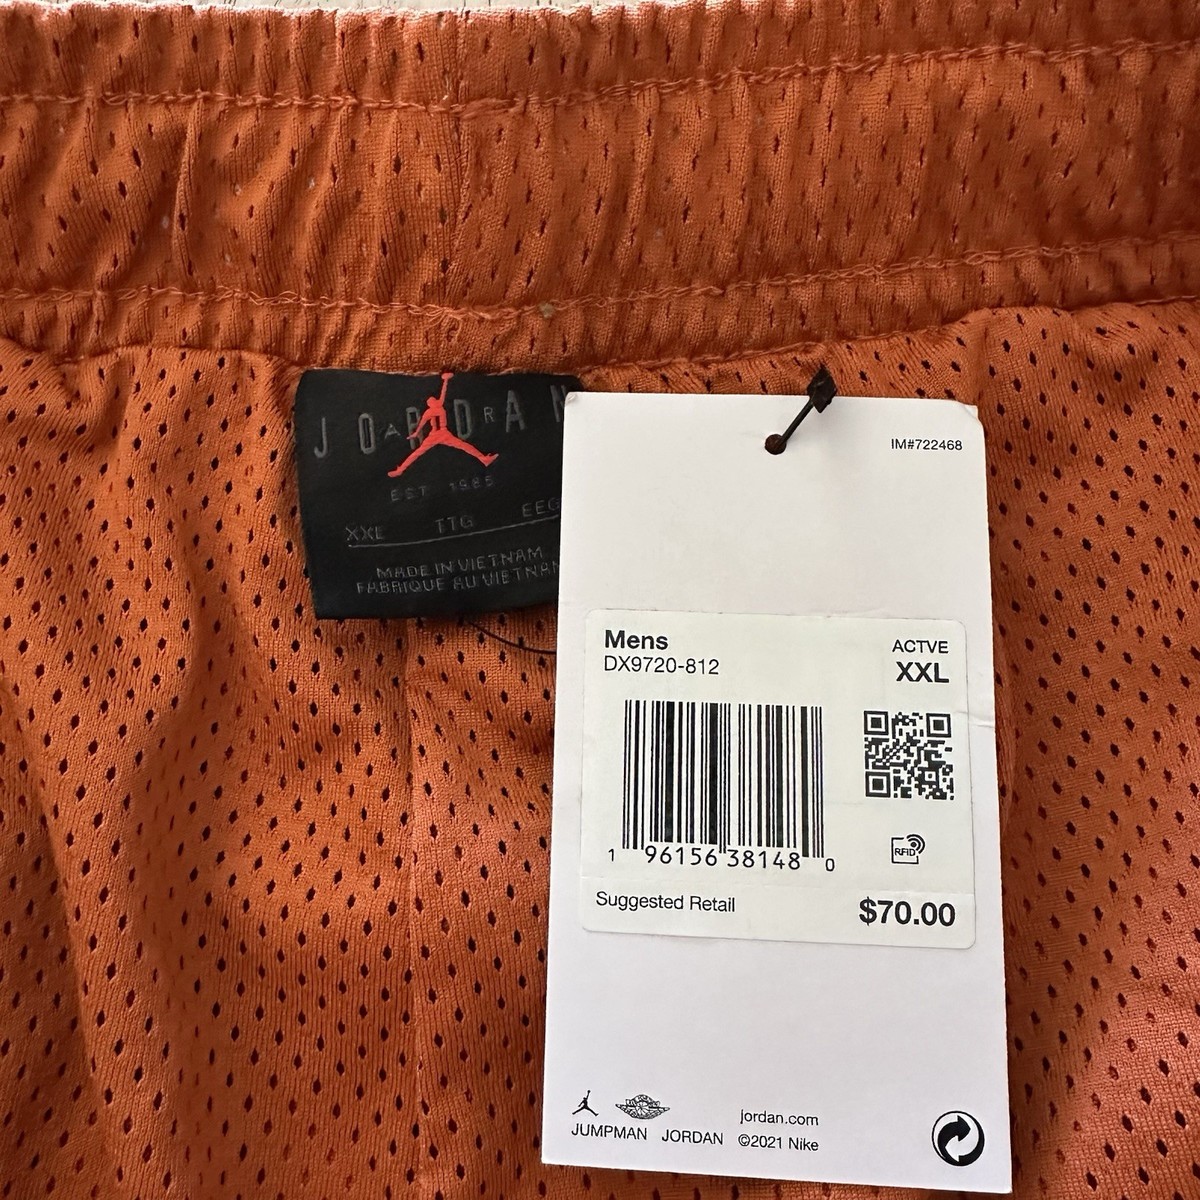 JORDAN
AIR
EST 1985
XXL TTG EEG
MADE IN VIETNAM
FABRIQUE AU VIETNAM
IM#722468
Mens
DX9720-812
ACTVE
XXL
1 96156 38148 0
RFID
Suggested Retail
$70.00
JUMPMAN JORDAN
jordan.com
©2021 Nike